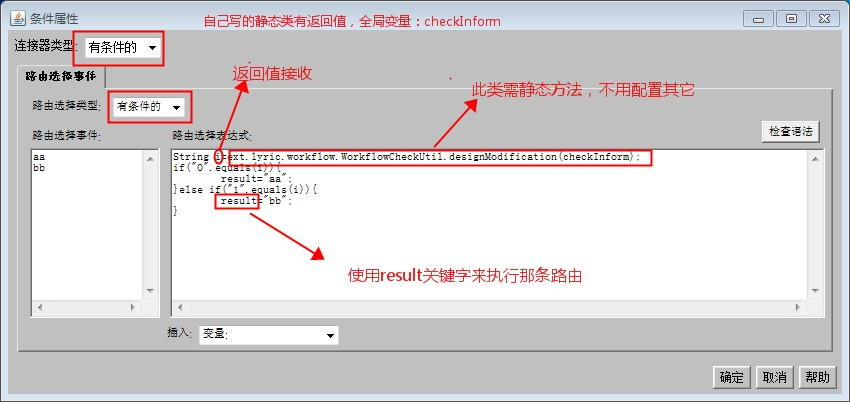 条件属性
自己写的静态类有返回值，全局变量：checkInform
连接器类型:
有条件的
返回值接收
路由选择事件
此类需静态方法，不用配置其它
路由选择类型:
有条件的
路由选择事件:
路由选择表达式:
检查语法
aa
bb
String i=ext.lyric.workflow.WorkflowCheckUtil.designModification(checkInform);
if("0".equals(i)){
result="aa";
}else if("1".equals(i)){
result="bb";
}
使用result关键字来执行那条路由
插入:
变量:
确定
取消
帮助